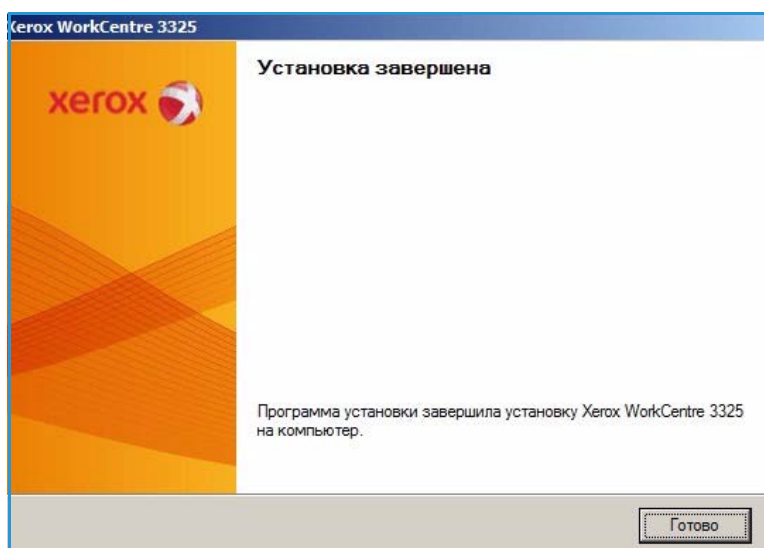 Xerox WorkCentre 3325
xerox
Установка завершена
Программа установки завершила установку Xerox WorkCentre 3325
на компьютер.
Готово